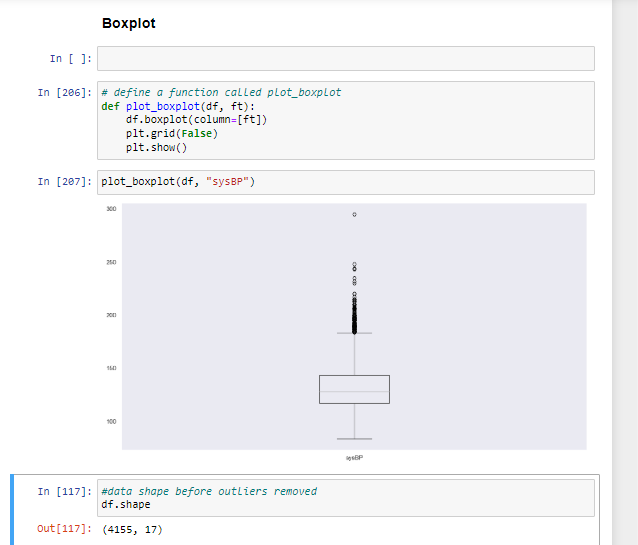 Boxplot
In [ ]:
In [206]: # define a function called plot_boxplot
def plot_boxplot(df, ft):
    df.boxplot(column=[ft])
    plt.grid(False)
    plt.show()
In [207]: plot_boxplot(df, "sysBP")
300
250
200
150
100
sysBP
In [117]: #data shape before outliers removed
df.shape
Out[117]: (4155, 17)